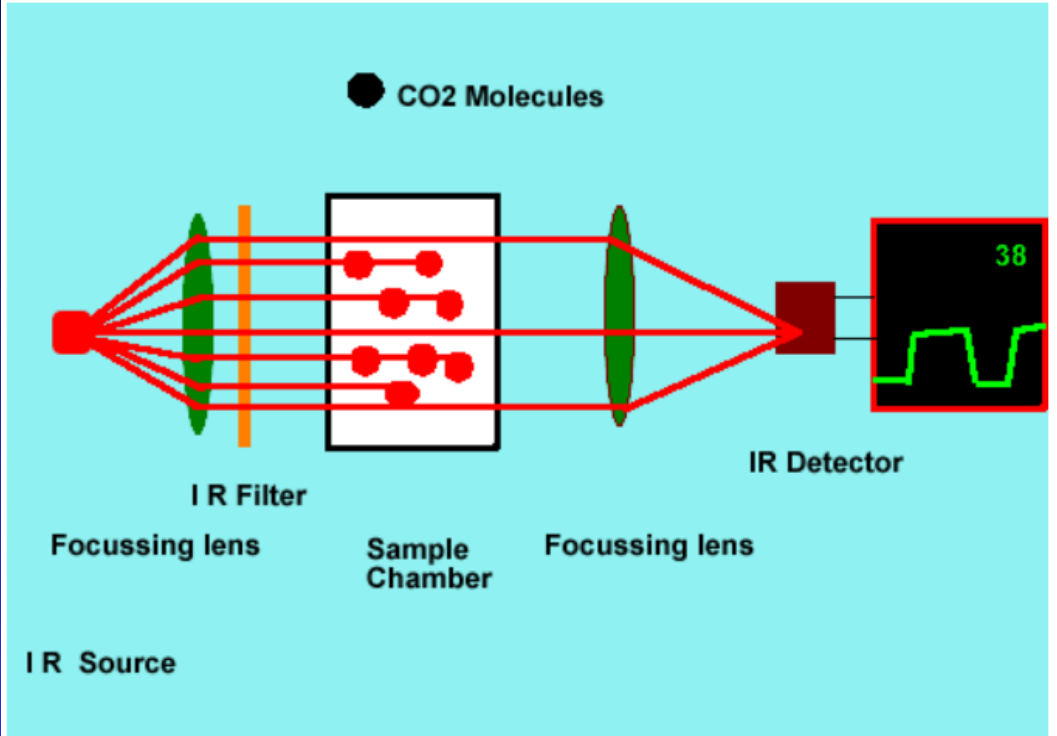 CO2 Molecules
38
IR Detector
I R Filter
Focussing lens
Sample
Chamber
Focussing lens
I R Source